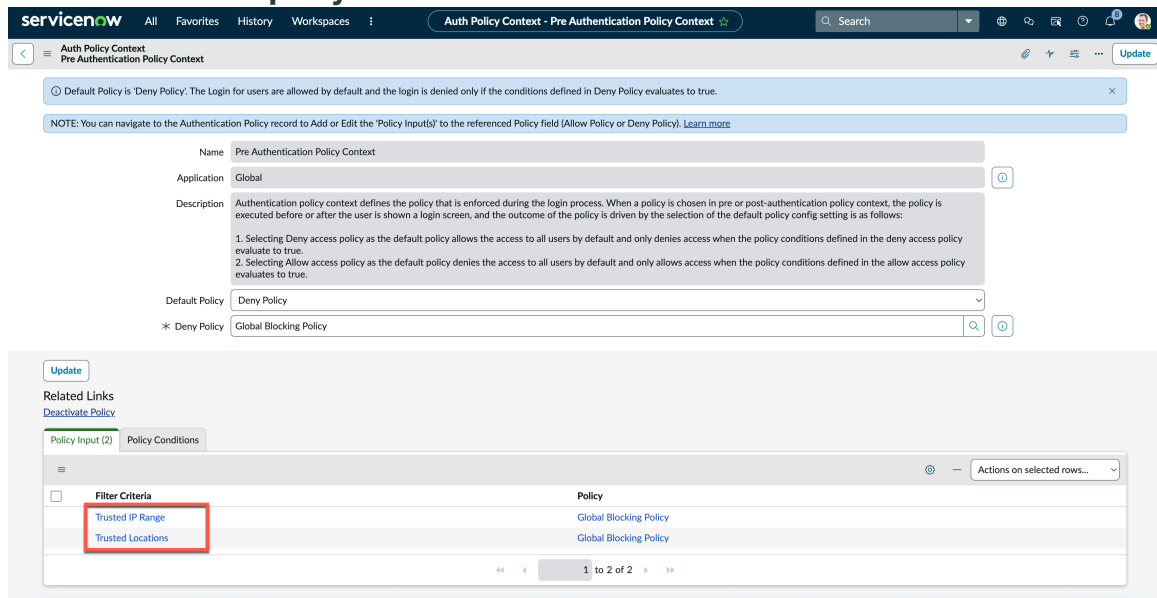 servicenow All Favorites History Workspaces Auth Policy Context - Pre Authentication Policy Context Search 8
Auth Policy Context
Pre Authentication Policy Context
Update
Default Policy is 'Deny Policy'. The Login for users are allowed by default and the login is denied only if the conditions defined in Deny Policy evaluates to true.
NOTE: You can navigate to the Authentication Policy record to Add or Edit the 'Policy Input(s)' to the referenced Policy field (Allow Policy or Deny Policy). Learn more
Name Pre Authentication Policy Context
Application Global
Description Authentication policy context defines the policy that is enforced during the login process. When a policy is chosen in pre or post-authentication policy context, the policy is
executed before or after the user is shown a login screen, and the outcome of the policy is driven by the selection of the default policy config setting is as follows:
1. Selecting Deny access policy as the default policy allows the access to all users by default and only denies access when the policy conditions defined in the deny access policy
evaluate to true.
2. Selecting Allow access policy as the default policy denies the access to all users by default and only allows access when the policy conditions defined in the allow access policy
evaluates to true.
Default Policy Deny Policy
Deny Policy Global Blocking Policy
Update
Related Links
Deactivate Policy
Policy Input (2) Policy Conditions
Actions on selected rows...
Filter Criteria Policy
Trusted IP Range Global Blocking Policy
Trusted Locations Global Blocking Policy
1 to 2 of 2